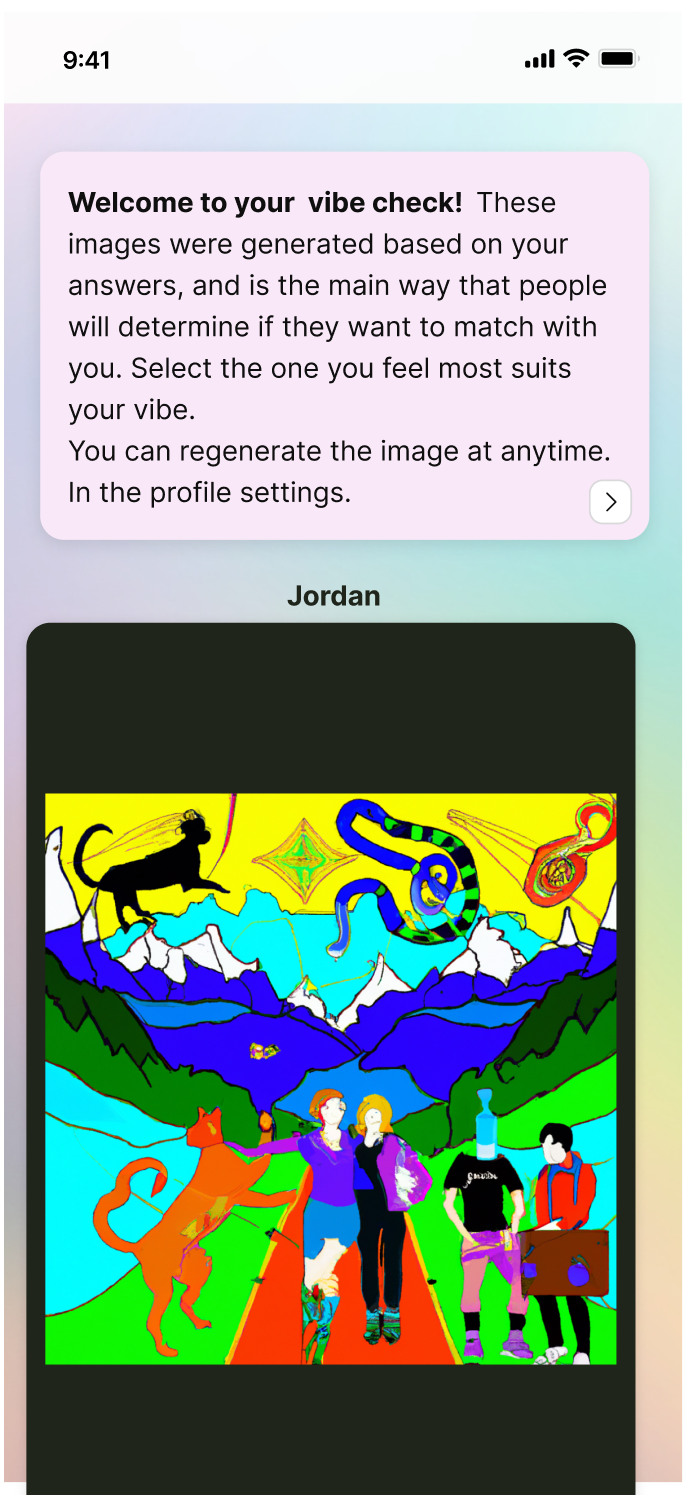 9:41
Welcome to your  vibe check!  These
images were generated based on your
answers, and is the main way that people
will determine if they want to match with
you. Select the one you feel most suits
your vibe.
You can regenerate the image at anytime.
In the profile settings.
Jordan